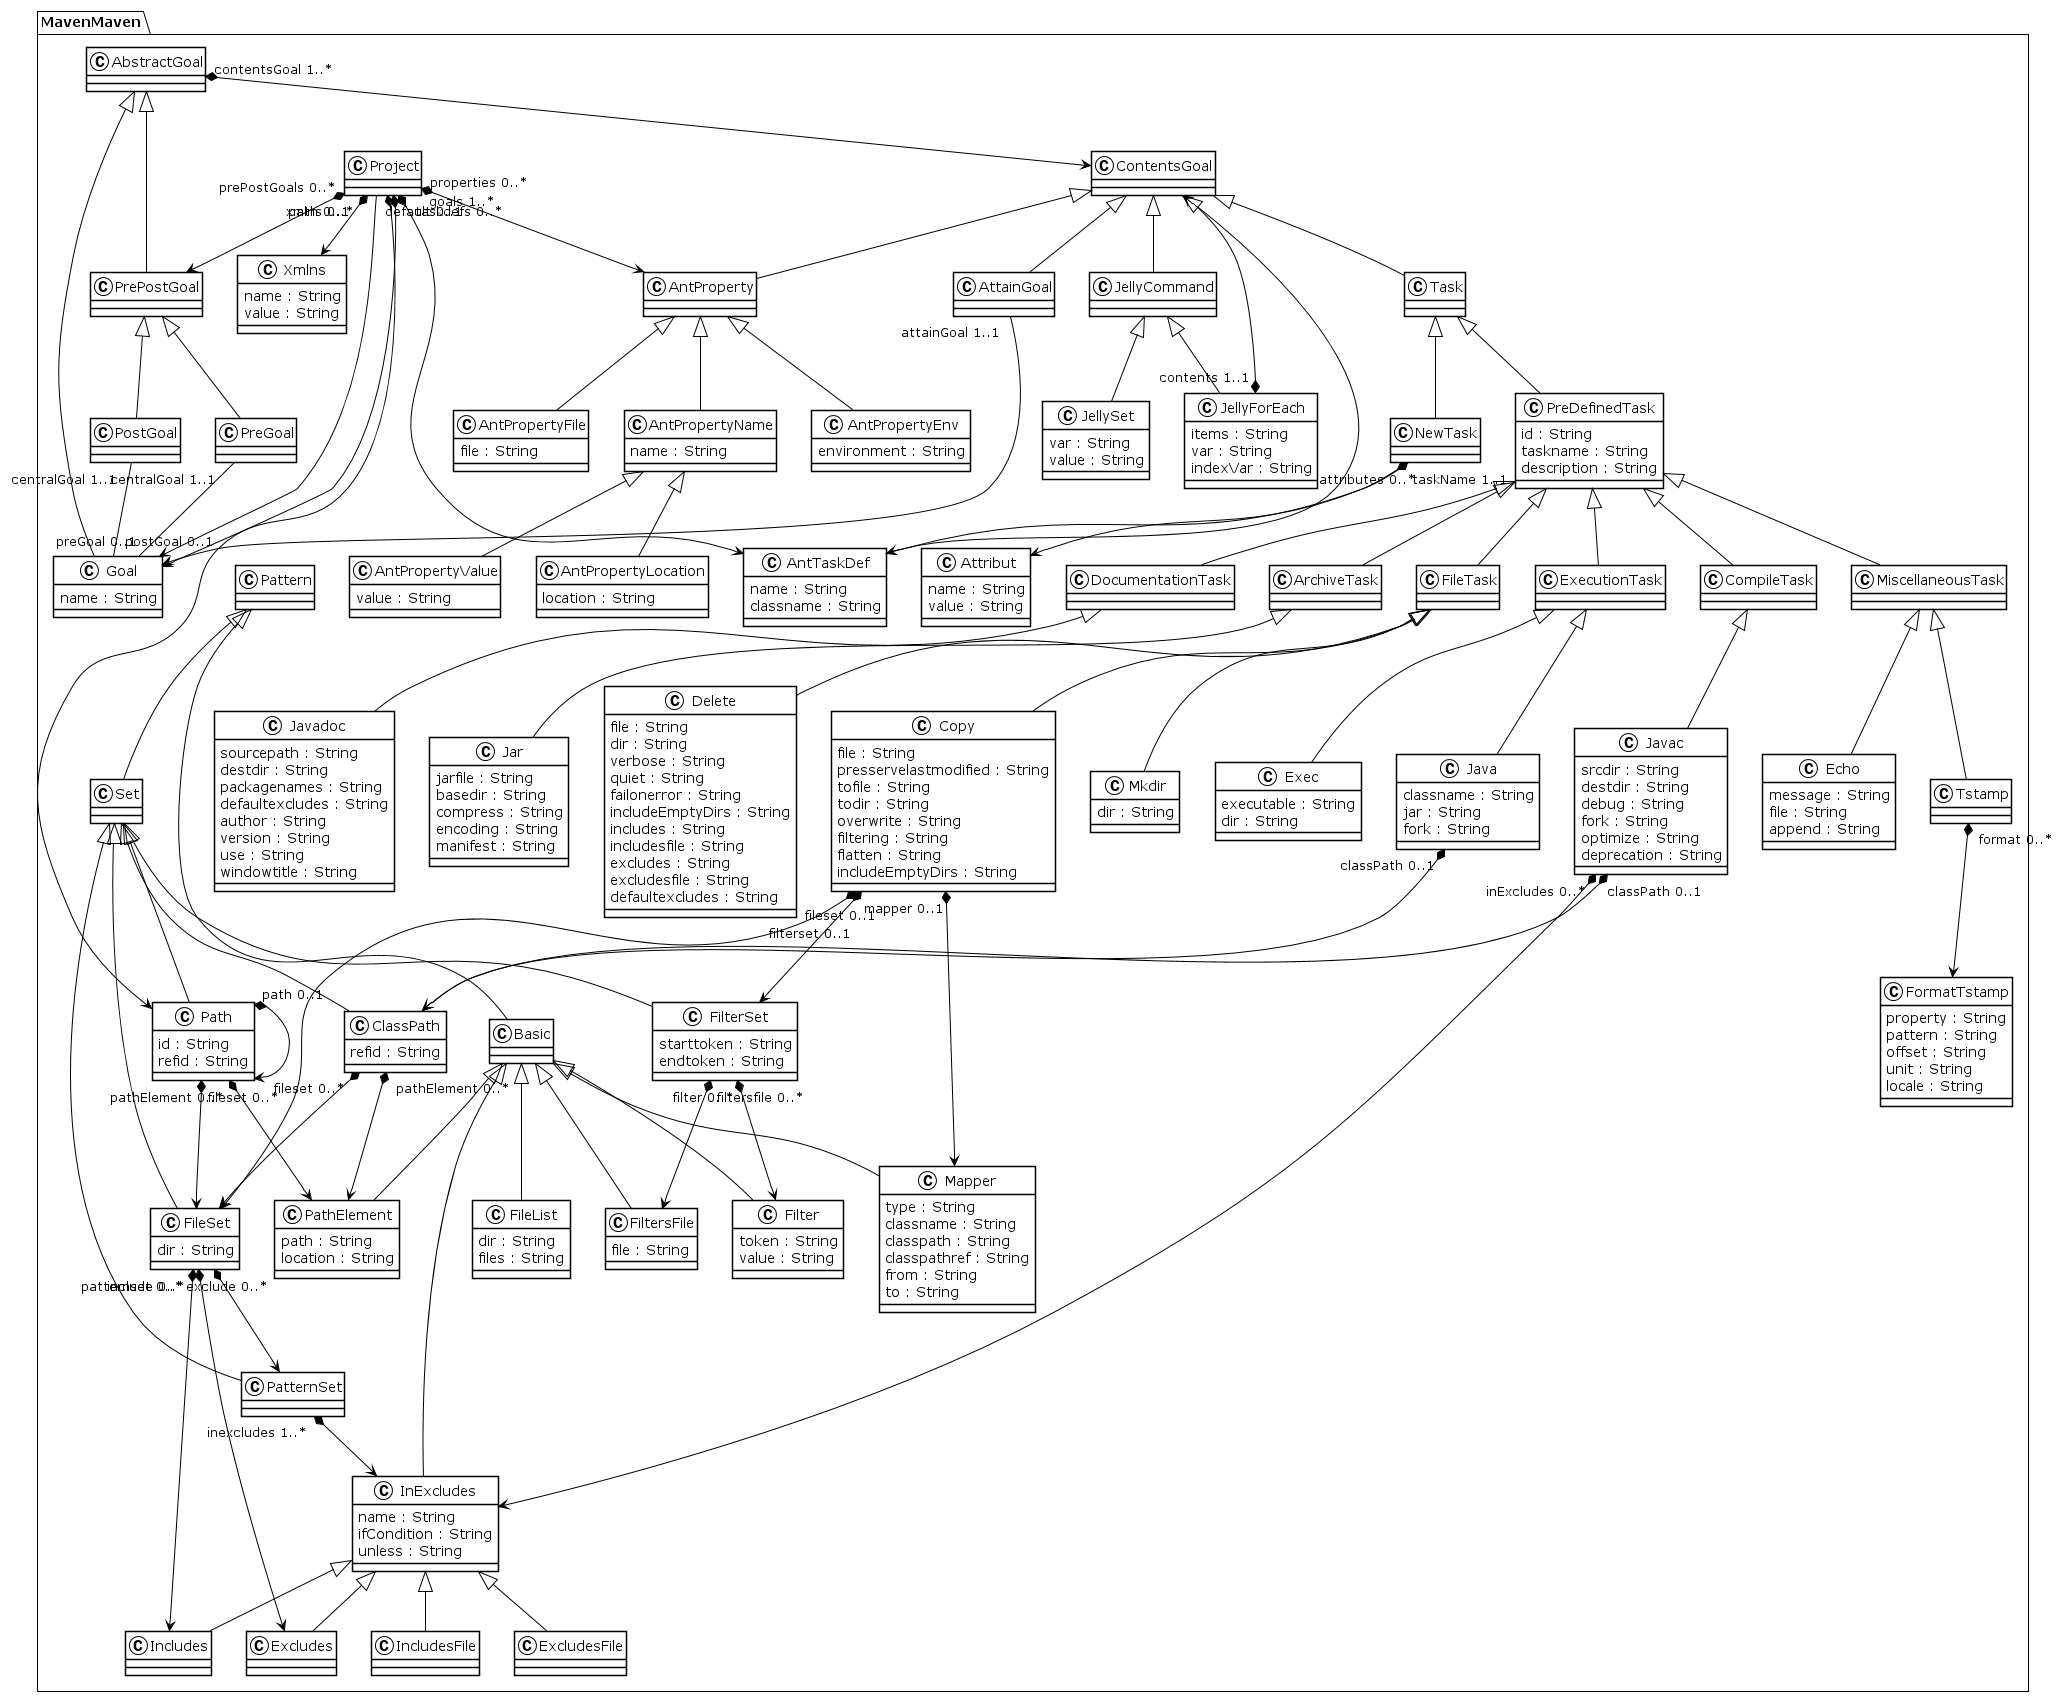 MavenMaven
C AbstractGoal
contentsGoal 1..*
C Project
C ContentsGoal
prePostGoals 0..*
properties 0..*
goals 1..*
xmlns 0..*
paths 0..1
default 0..1
taskdefs 0..*
C PrePostGoal
C Xmlns
name : String
value : String
C AntProperty
C AttainGoal
C JellyCommand
C Task
attainGoal 1..1
contents 1..1
C PostGoal
C PreGoal
C AntPropertyFile
file : String
C AntPropertyName
name : String
C AntPropertyEnv
environment : String
C JellySet
var : String
value : String
C JellyForEach
items : String
var : String
indexVar : String
C NewTask
C PreDefinedTask
id : String
taskname : String
description : String
centralGoal 1..1
centralGoal 1..1
attributes 0..*
taskName 1..1
preGoal 0..1
postGoal 0..1
C Goal
name : String
C Pattern
C AntPropertyValue
value : String
C AntPropertyLocation
location : String
C AntTaskDef
name : String
classname : String
C Attribut
name : String
value : String
C DocumentationTask
C ArchiveTask
C FileTask
C ExecutionTask
C CompileTask
C MiscellaneousTask
C Set
C Javadoc
sourcepath : String
destdir : String
packagenames : String
defaultexcludes : String
author : String
version : String
use : String
windowtitle : String
C Jar
jarfile : String
basedir : String
compress : String
encoding : String
manifest : String
C Delete
file : String
dir : String
verbose : String
quiet : String
failonerror : String
includeEmptyDirs : String
includes : String
includesfile : String
excludes : String
excludesfile : String
defaultexcludes : String
C Copy
file : String
presservelastmodified : String
tofile : String
todir : String
overwrite : String
filtering : String
flatten : String
includeEmptyDirs : String
C Mkdir
dir : String
C Exec
executable : String
dir : String
C Java
classname : String
jar : String
fork : String
C Javac
srcdir : String
destdir : String
debug : String
fork : String
optimize : String
deprecation : String
C Echo
message : String
file : String
append : String
C Tstamp
format 0..*
classPath 0..1
inExcludes 0..*
classPath 0..1
fileset 0..1
mapper 0..1
filterset 0..1
C Path
id : String
refid : String
path 0..1
C ClassPath
refid : String
C Basic
C FilterSet
starttoken : String
endtoken : String
C FormatTstamp
property : String
pattern : String
offset : String
unit : String
locale : String
pathElement 0..*
fileset 0..*
fileset 0..*
pathElement 0..*
filter 0..*
filtersfile 0..*
C FileSet
dir : String
C PathElement
path : String
location : String
C FileList
dir : String
files : String
C FiltersFile
file : String
C Filter
token : String
value : String
C Mapper
type : String
classname : String
classpath : String
classpathref : String
from : String
to : String
patternset 0..*
include 0..*
exclude 0..*
C PatternSet
inexcludes 1..*
C InExcludes
name : String
ifCondition : String
unless : String
C Includes
C Excludes
C IncludesFile
C ExcludesFile